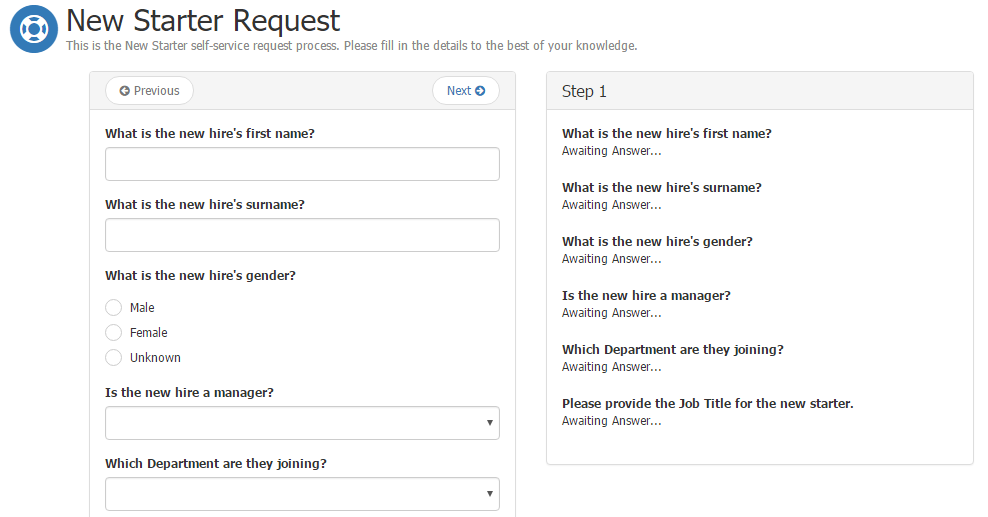 New Starter Request
This is the New Starter self-service request process. Please fill in the details to the best of your knowledge.
Previous
Next
What is the new hire's first name?
What is the new hire's surname?
What is the new hire's gender?
Male
Female
Unknown
Is the new hire a manager?
Which Department are they joining?
Step 1
What is the new hire's first name?
Awaiting Answer...
What is the new hire's surname?
Awaiting Answer...
What is the new hire's gender?
Awaiting Answer...
Is the new hire a manager?
Awaiting Answer...
Which Department are they joining?
Awaiting Answer...
Please provide the Job Title for the new starter.
Awaiting Answer...